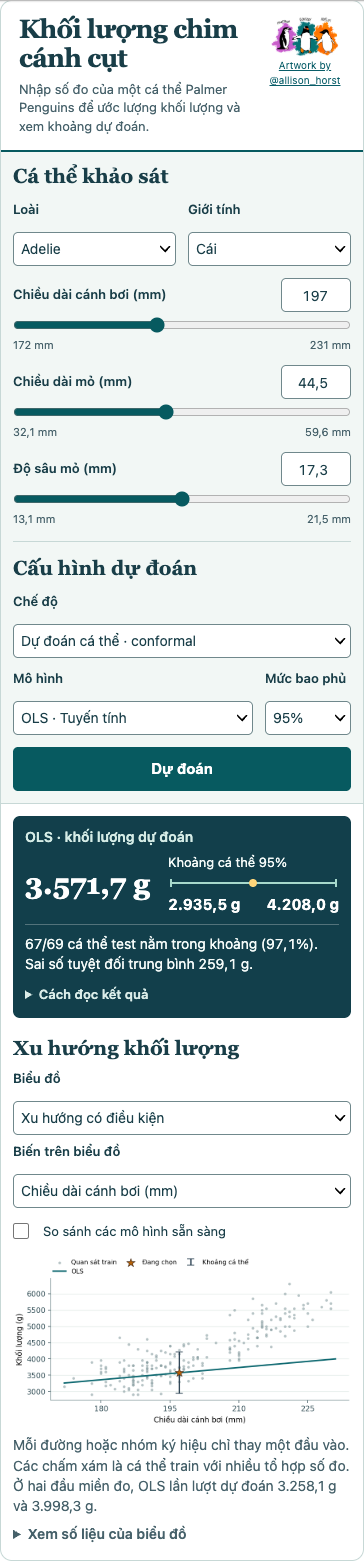 Khối lượng chim
cánh cụt
Nhập số đo của một cá thể Palmer
Penguins để ước lượng khối lượng và
xem khoảng dự đoán.
Artwork by
@allison_horst
Cá thể khảo sát
Loài
Giới tính
Adelie
Cái
Chiều dài cánh bơi (mm)
197
172 mm
231 mm
Chiều dài mỏ (mm)
44,5
32,1 mm
59,6 mm
Độ sâu mỏ (mm)
17,3
13,1 mm
21,5 mm
Cấu hình dự đoán
Chế độ
Dự đoán cá thể · conformal
Mô hình
Mức bao phủ
OLS · Tuyến tính
95%
Dự đoán
OLS · khối lượng dự đoán
3.571,7 g
Khoảng cá thể 95%
2.935,5 g
4.208,0 g
67/69 cá thể test nằm trong khoảng (97,1%).
Sai số tuyệt đối trung bình 259,1 g.
Cách đọc kết quả
Xu hướng khối lượng
Biểu đồ
Xu hướng có điều kiện
Biến trên biểu đồ
Chiều dài cánh bơi (mm)
So sánh các mô hình sẵn sàng
Quan sát train
Đang chọn
Khoảng cá thể
OLS
Khối lượng (g)
6000
5500
5000
4500
4000
3500
3000
180
195
210
225
Chiều dài cánh bơi (mm)
Mỗi đường hoặc nhóm ký hiệu chỉ thay một đầu vào.
Các chấm xám là cá thể train với nhiều tổ hợp số đo.
Ở hai đầu miền đo, OLS lần lượt dự đoán 3.258,1 g
và 3.998,3 g.
Xem số liệu của biểu đồ